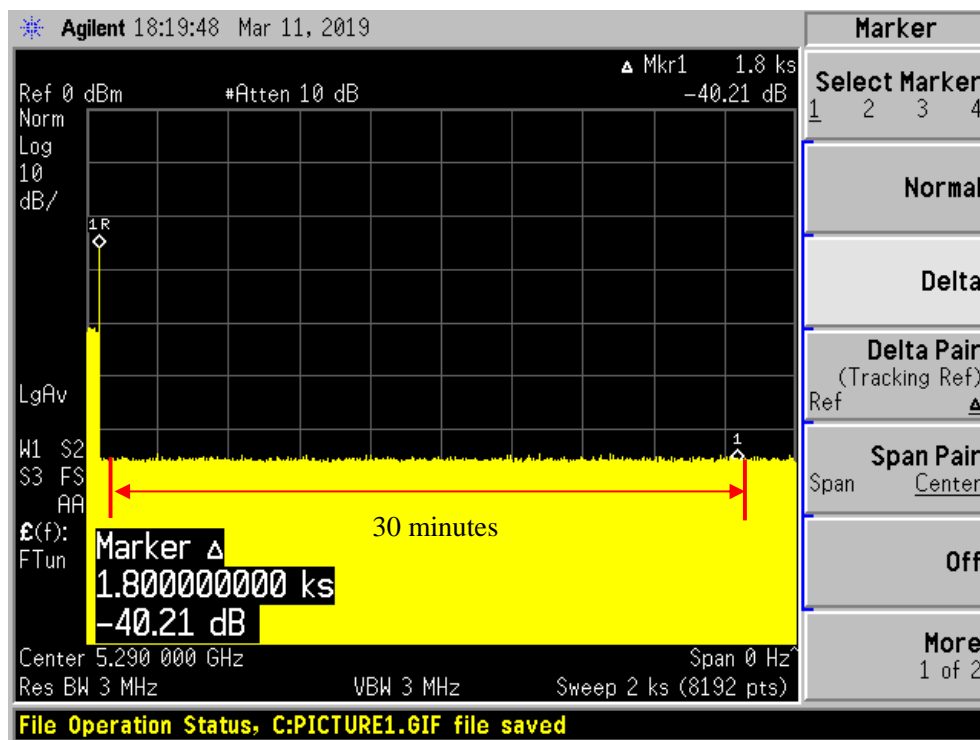 Agilent 18:19:48 Mar 11, 2019
Marker
Δ Mkr1 1.8 ks
Ref 0 dBm #Atten 10 dB -40.21 dB
Norm
Log
10
dB/
1R
LgAv
W1 S2
S3 FS
AA
£(f):
FTun
1
30 minutes
Marker Δ
1.800000000 ks
-40.21 dB
Center 5.290 000 GHz Span 0 Hz^
Res BW 3 MHz VBW 3 MHz Sweep 2 ks (8192 pts)
Select Marker
1 2 3 4
Normal
Delta
Delta Pair
(Tracking Ref)
Ref Δ
Span Pair
Span Center
Off
More
1 of 2
File Operation Status, C:PICTURE1.GIF file saved